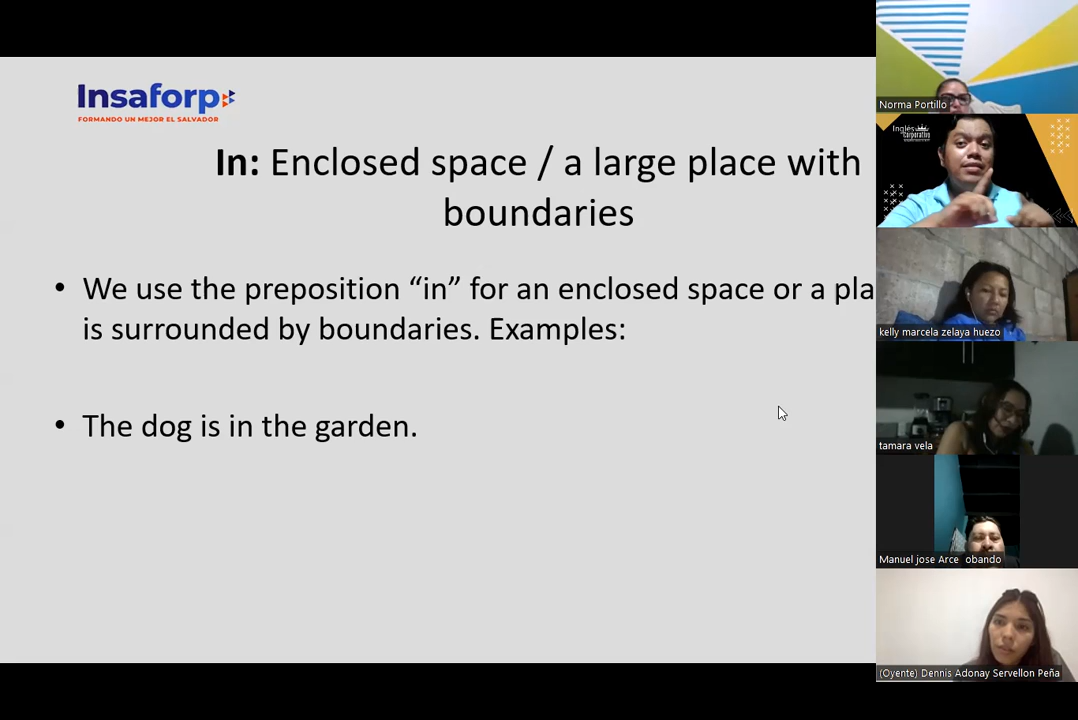 Insaforp
FORMANDO UN MEJOR EL SALVADOR
In: Enclosed space / a large place with
boundaries
• We use the preposition “in” for an enclosed space or a pla
is surrounded by boundaries. Examples:
• The dog is in the garden.
Norma Portillo
Inglés
corporativo
kelly marcela zelaya huezo
tamara vela
Manuel jose Arce obando
(Oyente) Dennis Adonay Servellon Peña